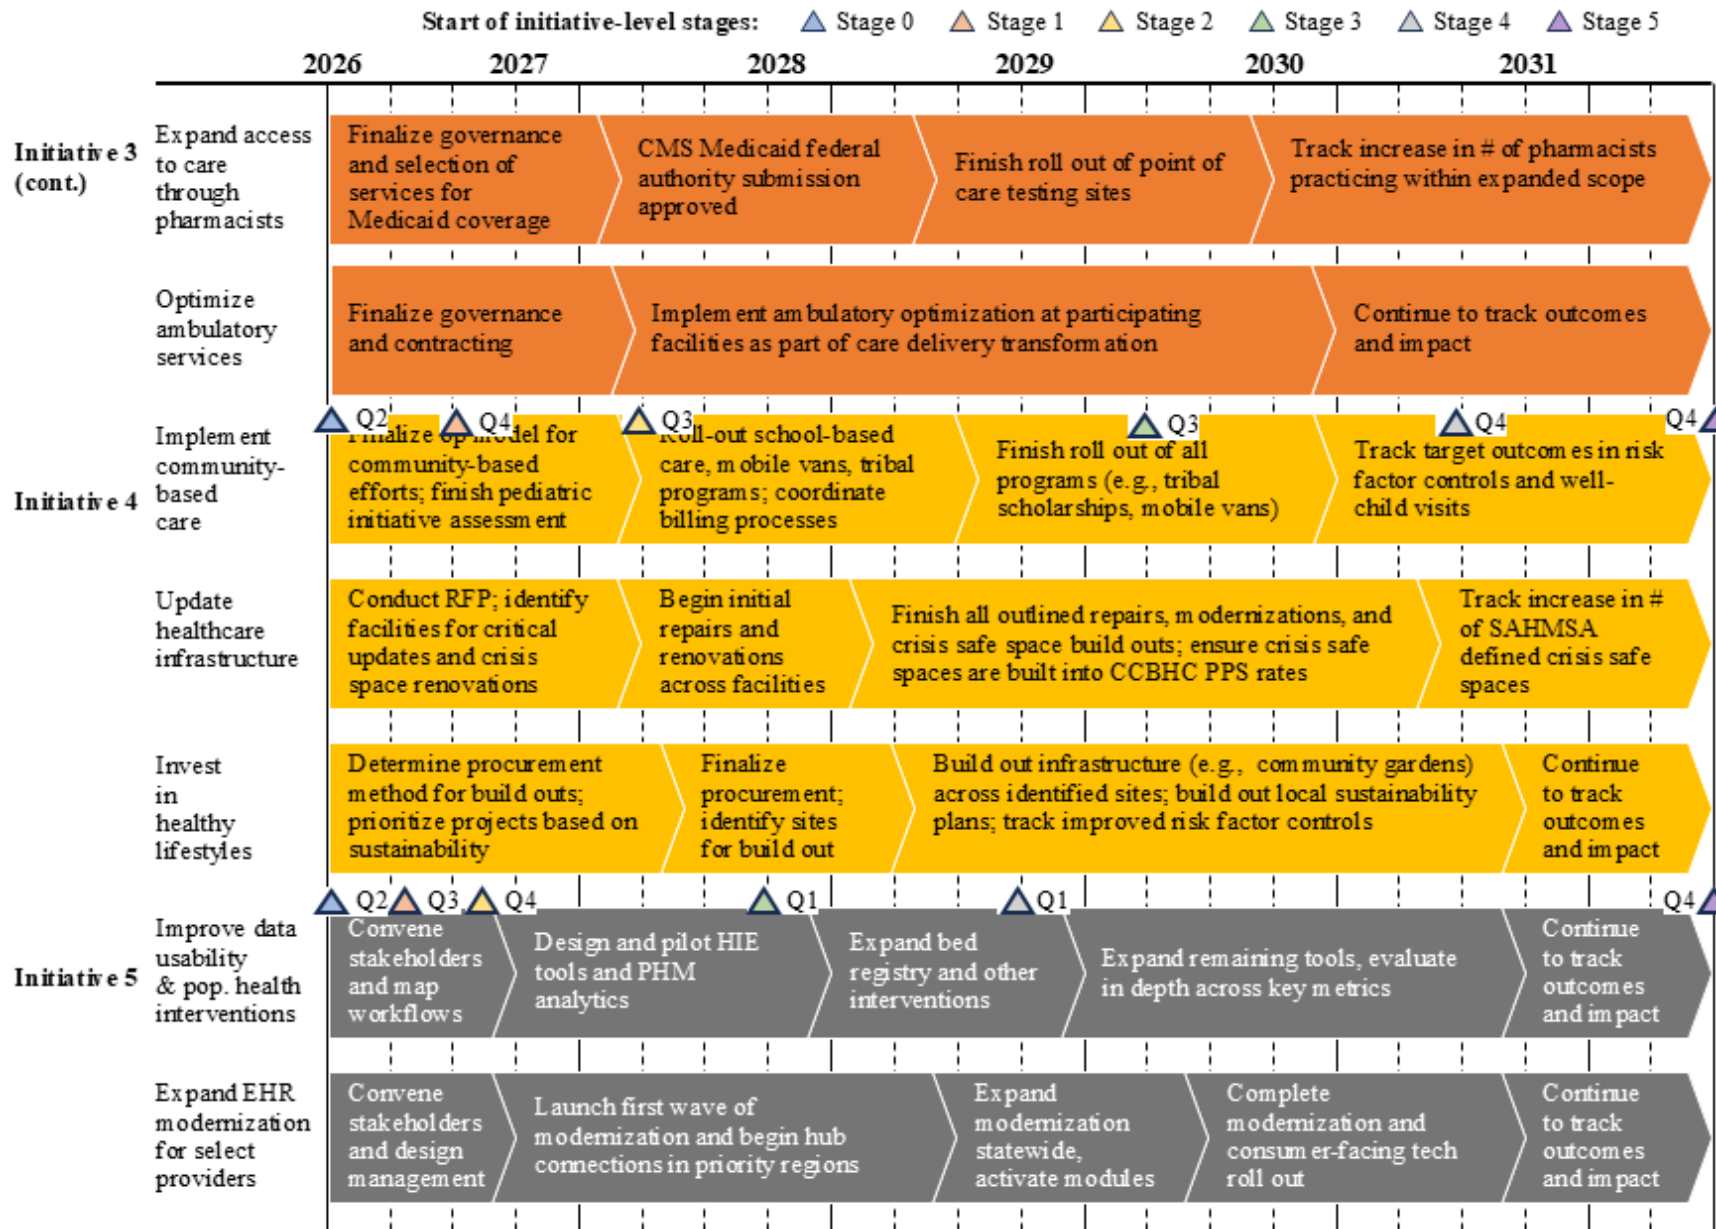 Start of initiative-level stages: Stage 0 Stage 1 Stage 2 Stage 3 Stage 4 Stage 5
2026 2027 2028 2029 2030 2031
Initiative 3
(cont.)
Expand access
to care
through
pharmacists
Finalize governance
and selection of
services for
Medicaid coverage
CMS Medicaid federal
authority submission
approved
Finish roll out of point of
care testing sites
Track increase in # of pharmacists
practicing within expanded scope
Optimize
ambulatory
services
Finalize governance
and contracting
Implement ambulatory optimization at participating
facilities as part of care delivery transformation
Continue to track outcomes
and impact
Q2 Q4 Q3 Q3 Q4 Q4
Initiative 4
Implement
community-
based
care
Finalize op model for
community-based
efforts; finish pediatric
initiative assessment
Roll-out school-based
care, mobile vans, tribal
programs; coordinate
billing processes
Finish roll out of all
programs (e.g., tribal
scholarships, mobile vans)
Track target outcomes in risk
factor controls and well-
child visits
Update
healthcare
infrastructure
Conduct RFP; identify
facilities for critical
updates and crisis
space renovations
Begin initial
repairs and
renovations
across facilities
Finish all outlined repairs, modernizations, and
crisis safe space build outs; ensure crisis safe
spaces are built into CCBHC PPS rates
Track increase in #
of SAHMSA
defined crisis safe
spaces
Invest
in
healthy
lifestyles
Determine procurement
method for build outs;
prioritize projects based on
sustainability
Finalize
procurement;
identify sites
for build out
Build out infrastructure (e.g., community gardens)
across identified sites; build out local sustainability
plans; track improved risk factor controls
Continue
to track
outcomes
and impact
Q2 Q3 Q4 Q1 Q1 Q4
Initiative 5
Improve data
usability
& pop. health
interventions
Convene
stakeholders
and map
workflows
Design and pilot HIE
tools and PHM
analytics
Expand bed
registry and other
interventions
Expand remaining tools, evaluate
in depth across key metrics
Continue
to track
outcomes
and impact
Expand EHR
modernization
for select
providers
Convene
stakeholders
and design
management
Launch first wave of
modernization and begin hub
connections in priority regions
Expand
modernization
statewide,
activate modules
Complete
modernization and
consumer-facing tech
roll out
Continue
to track
outcomes
and impact